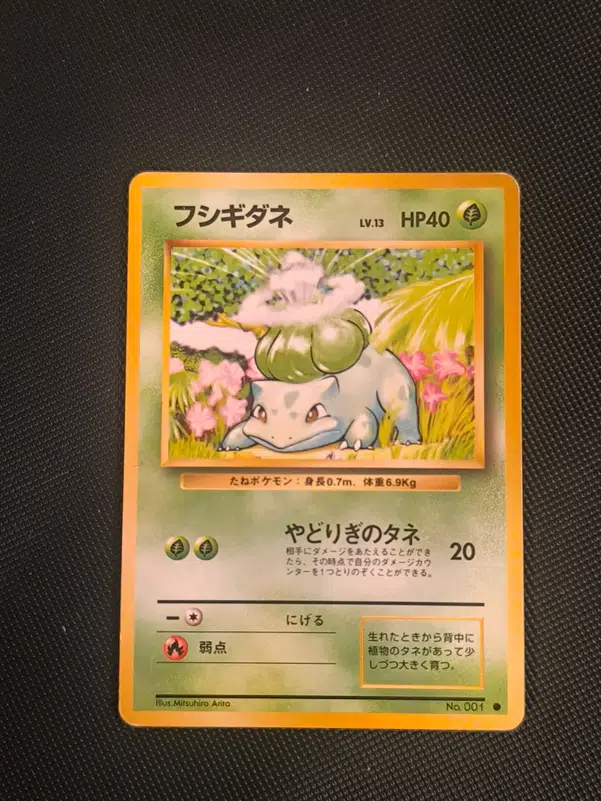 フシギダネ LV.13 HP40
たねポケモン：身長0.7m、体重6.9Kg
やどりぎのタネ 20
相手にダメージをあたえることができ
たら、その時点で自分のダメージカウ
ンターを1つとりのぞくことができる。
にげる
弱点
生れたときから背中に
植物のタネがあって少
しづつ大きく育つ。
Illus.Mitsuhiro Arita
No. 001